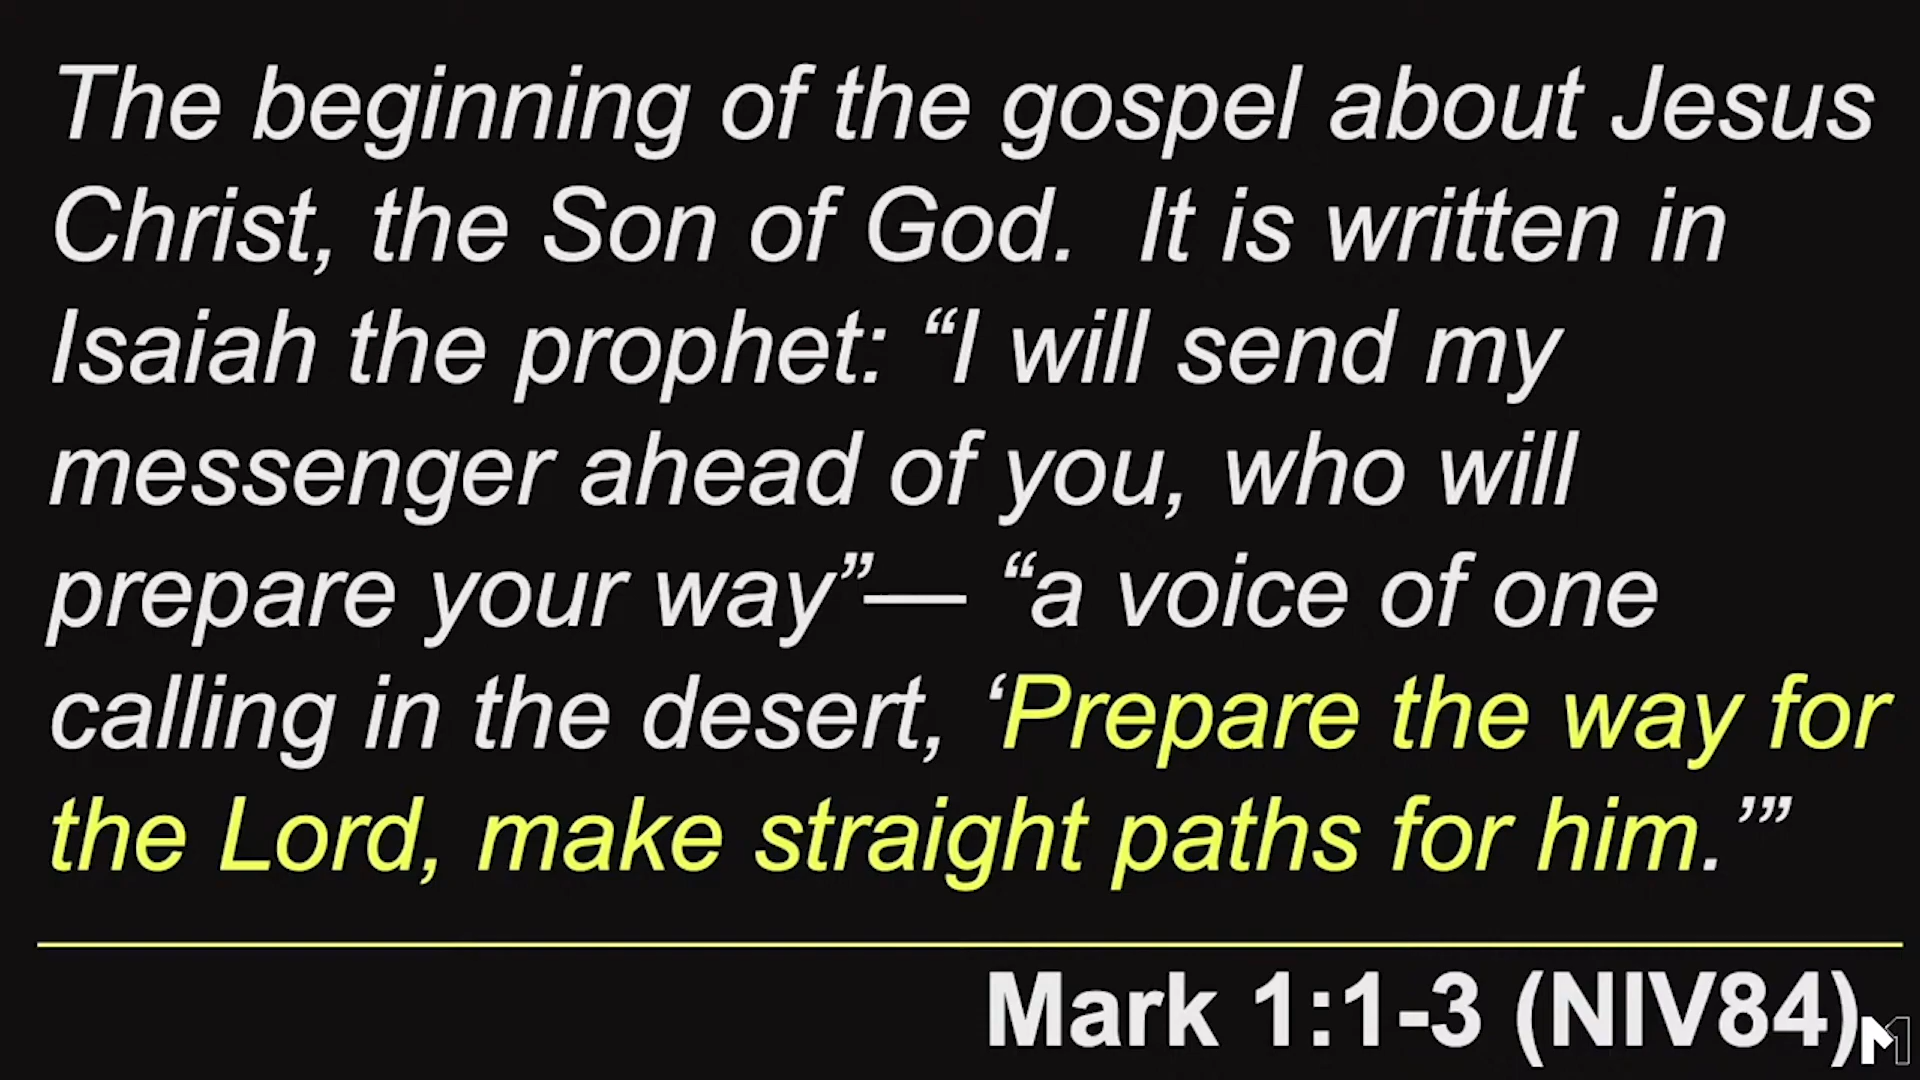 The beginning of the gospel about Jesus
Christ, the Son of God.  It is written in
Isaiah the prophet: “I will send my
messenger ahead of you, who will
prepare your way”— “a voice of one
calling in the desert, ‘Prepare the way for
the Lord, make straight paths for him.’”
Mark 1:1-3 (NIV84)
M1